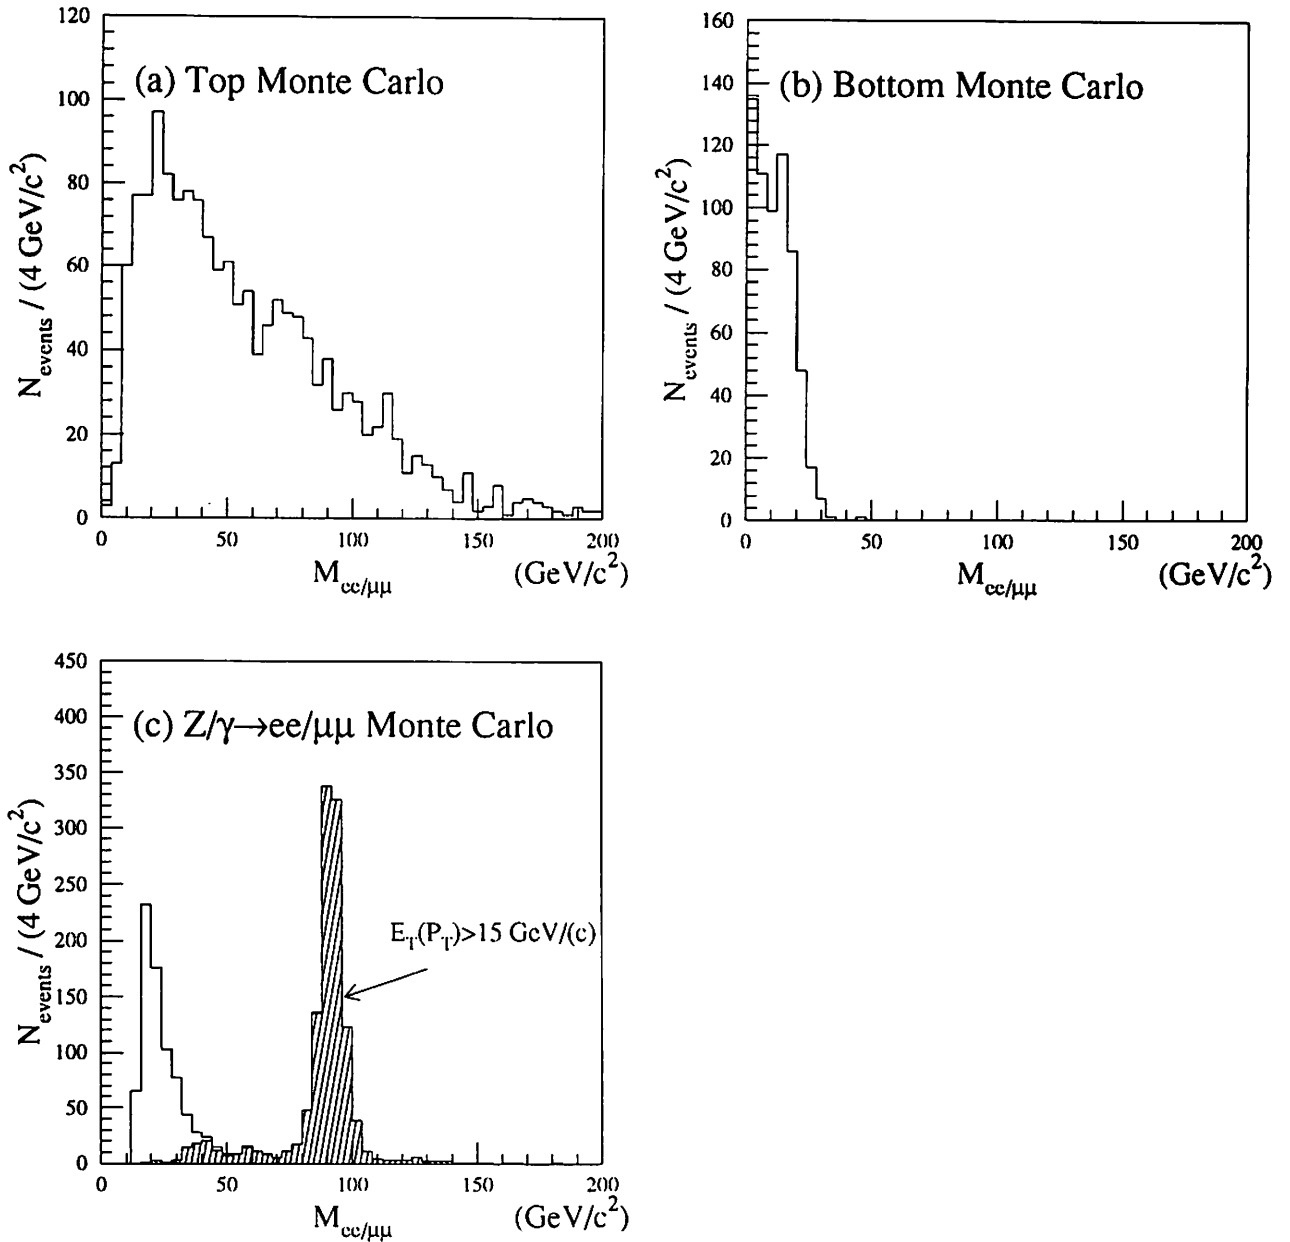 120
100
80
60
40
20
0
(a) Top Monte Carlo
N_events / (4 GeV/c^2)
0 50 100 150 200
M_ee/μμ (GeV/c^2)
160
140
120
100
80
60
40
20
0
(b) Bottom Monte Carlo
N_events / (4 GeV/c^2)
0 50 100 150 200
M_ee/μμ (GeV/c^2)
450
400
350
300
250
200
150
100
50
0
(c) Z/γ→ee/μμ Monte Carlo
E_T(P_T)>15 GeV/(c)
N_events / (4 GeV/c^2)
0 50 100 150 200
M_ee/μμ (GeV/c^2)